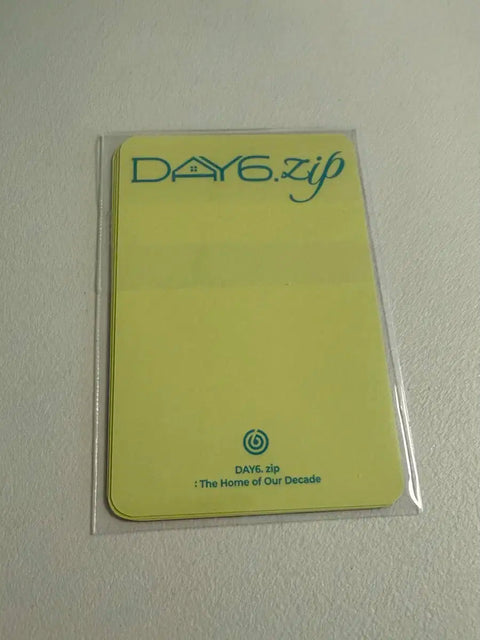 DAY6.zip
DAY6. zip
: The Home of Our Decade